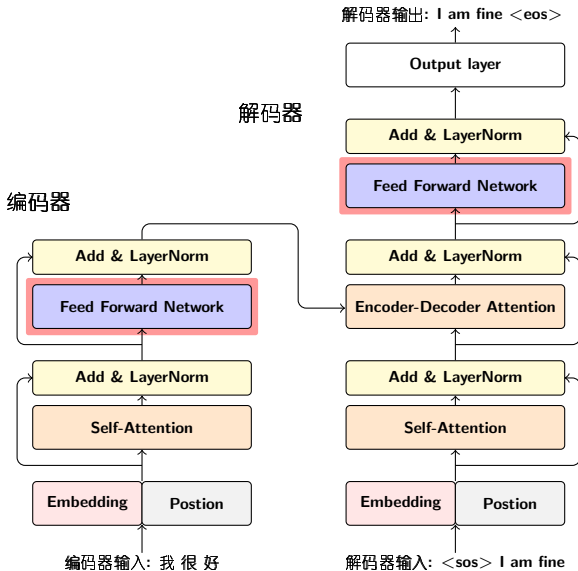 解码器输出: I am fine <eos>
Output layer
解码器
Add & LayerNorm
Feed Forward Network
编码器
Add & LayerNorm
Add & LayerNorm
Feed Forward Network
Encoder-Decoder Attention
Add & LayerNorm
Add & LayerNorm
Self-Attention
Self-Attention
Embedding Postion
Embedding Postion
编码器输入: 我 很 好
解码器输入: <sos> I am fine